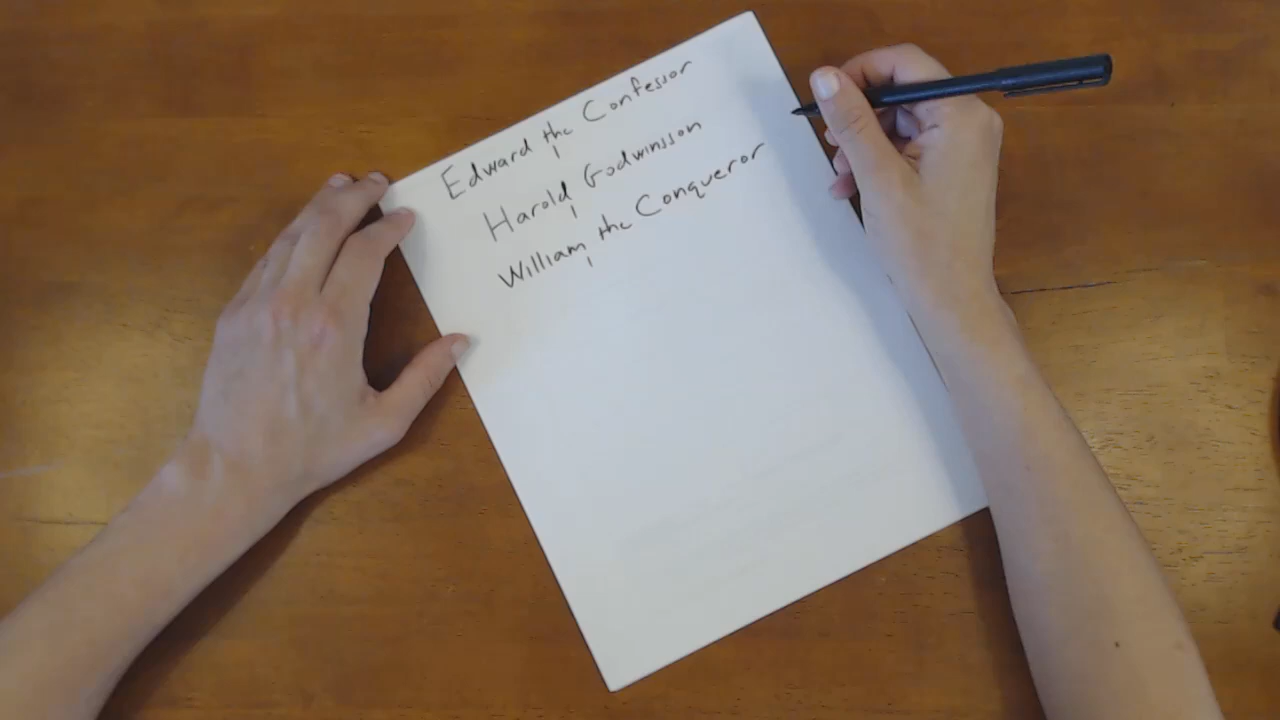 Edward the Confessor
Harold Godwinsson
William the Conqueror